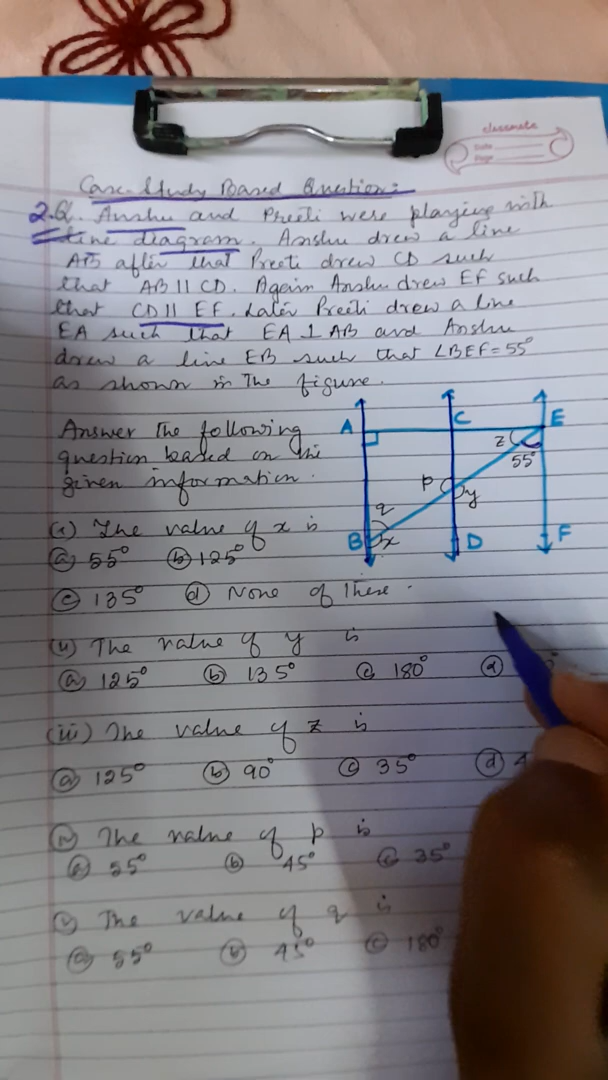 classmate
Date
Page
Case Study Based Question:
2.Q. Anshu and Preeti were playing with
line diagram. Anshu drew a line
AB after that Preeti drew CD such
that AB || CD. Again Anshu drew EF such
that CD || EF. Later Preeti drew a line
EA such that EA ⊥ AB and Anshu
drew a line EB such that ∠BEF = 55°
as shown in The figure.
Answer The following
question based on the
given information.
A C E
z 55°
p y
q
B x D F
(i) The value of x is
(a) 55° (b) 125°
(c) 135° (d) None of These.
(ii) The value of y is
(a) 125° (b) 135° (c) 180° (d)
(iii) The value of z is
(a) 125° (b) 90° (c) 35° (d) 4
(iv) The value of p is
(a) 55° (b) 45° (c) 35°
(v) The value of q is
(a) 55° (b) 45° (c) 180°